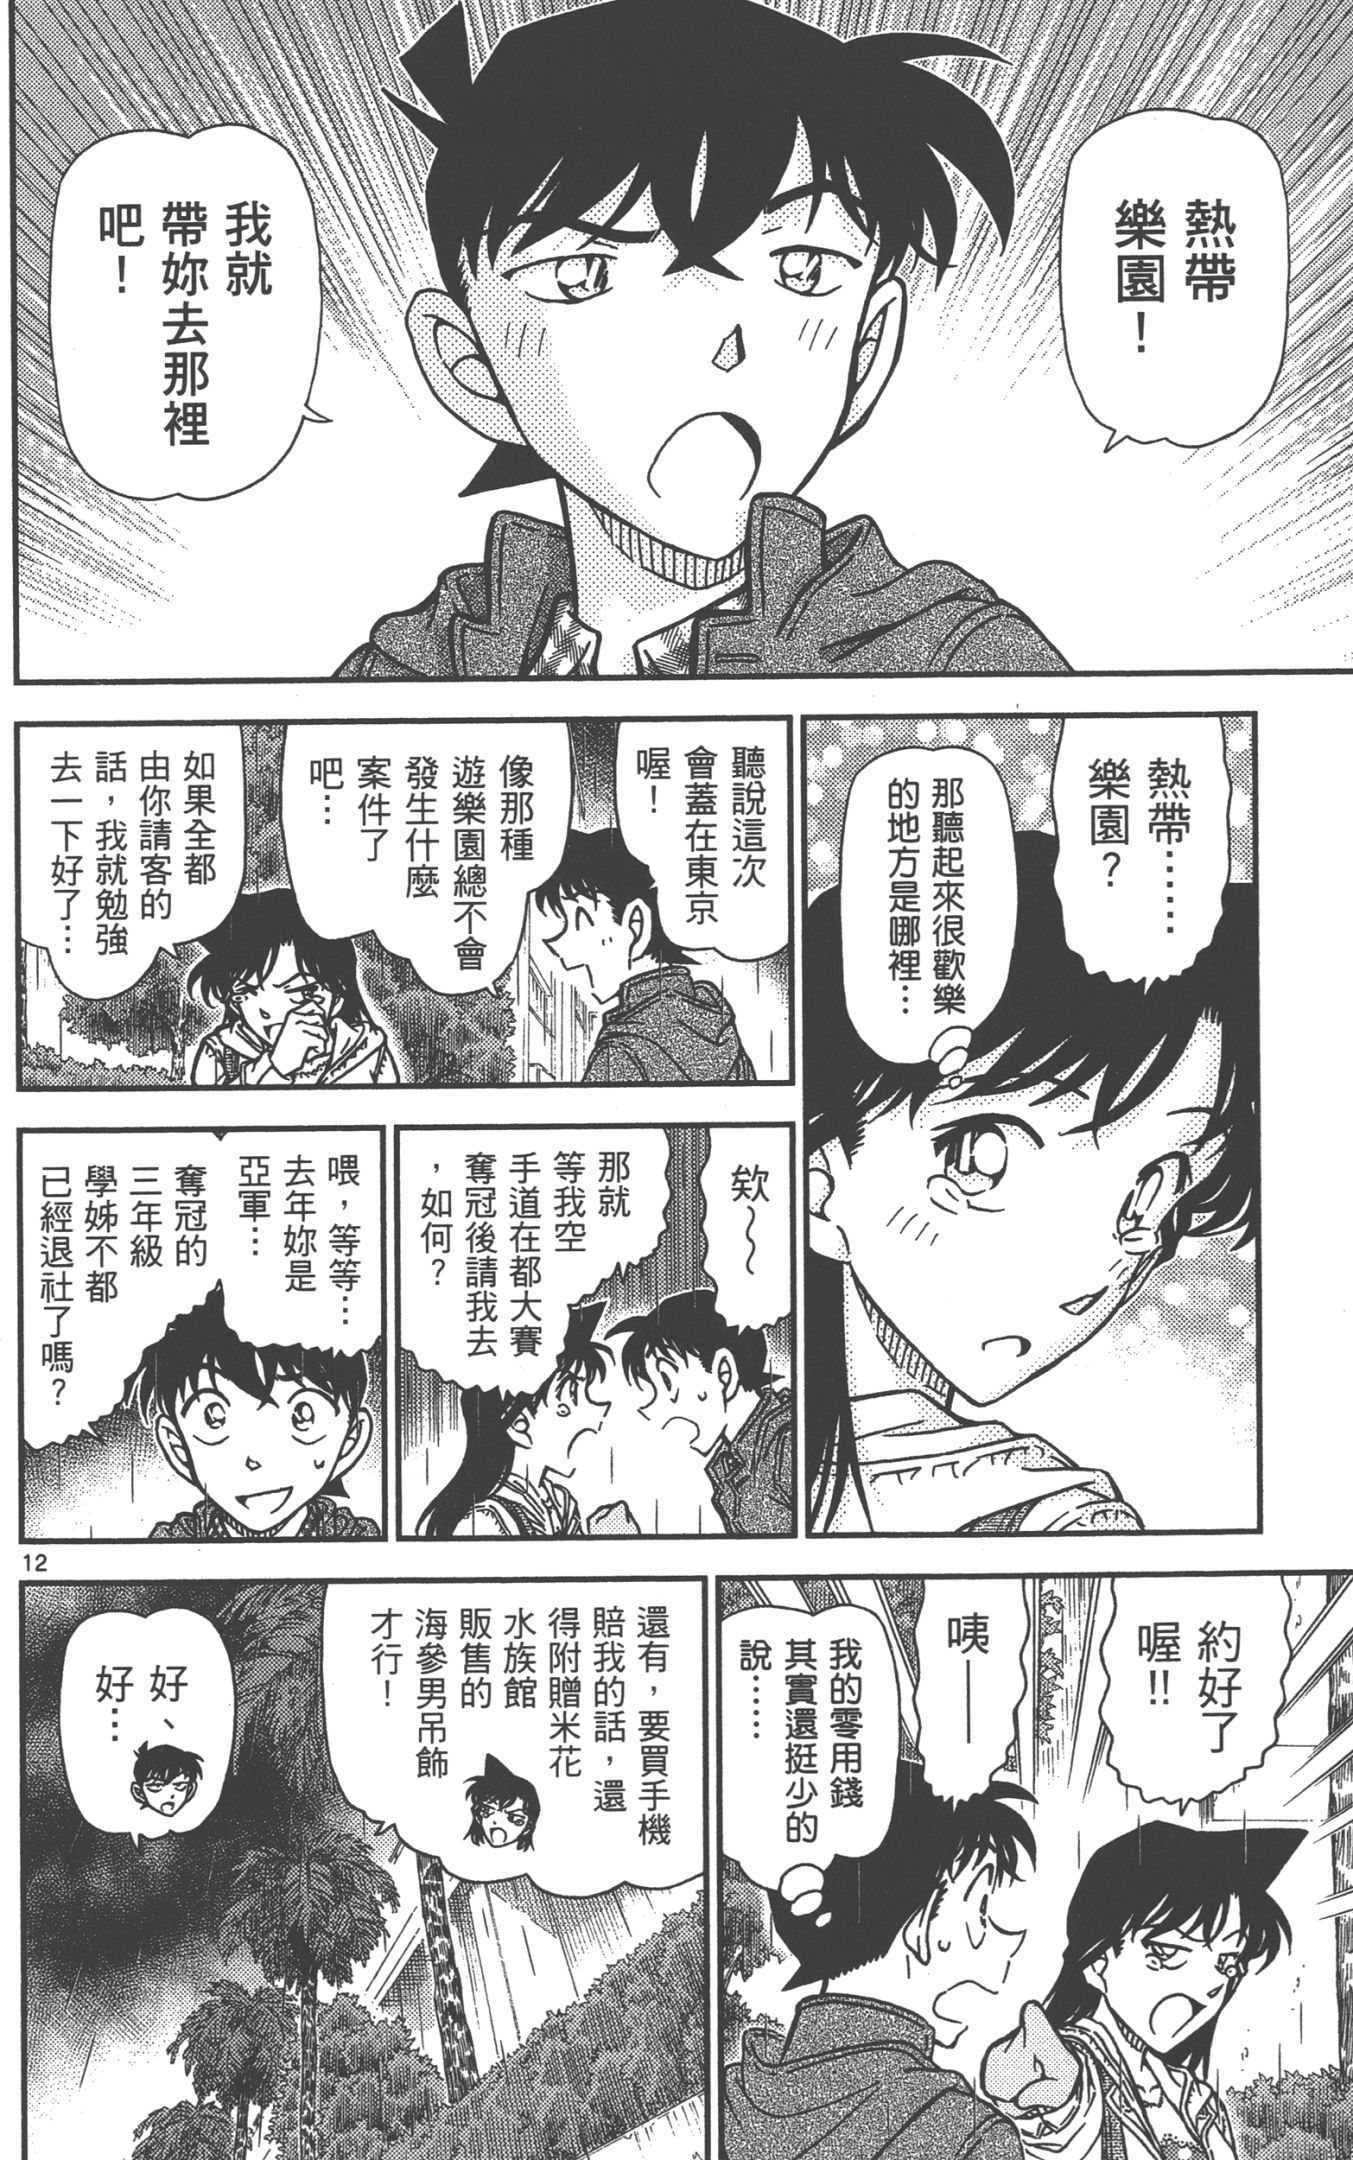 熱帶
樂園！
我就
帶妳去那裡
吧！
熱帶……
樂園？
那聽起來很歡樂
的地方是哪裡…
聽說這次
會蓋在東京
喔！
像那種
遊樂園總不會
發生什麼
案件了
吧…
如果全都
由你請客的
話，我就勉強
去一下好了…
欸～
那就
等我空
手道在都大賽
奪冠後請我去
，如何？
喂，等等…
去年妳是
亞軍…
奪冠的
三年級
學姊不都
已經退社了嗎？
約好了
喔!!
咦──
我的零用錢
其實還挺少的
說……
還有，要買手機
賠我的話，還
得附贈米花
水族館
販售的
海參男吊飾
才行！
好、
好…
12